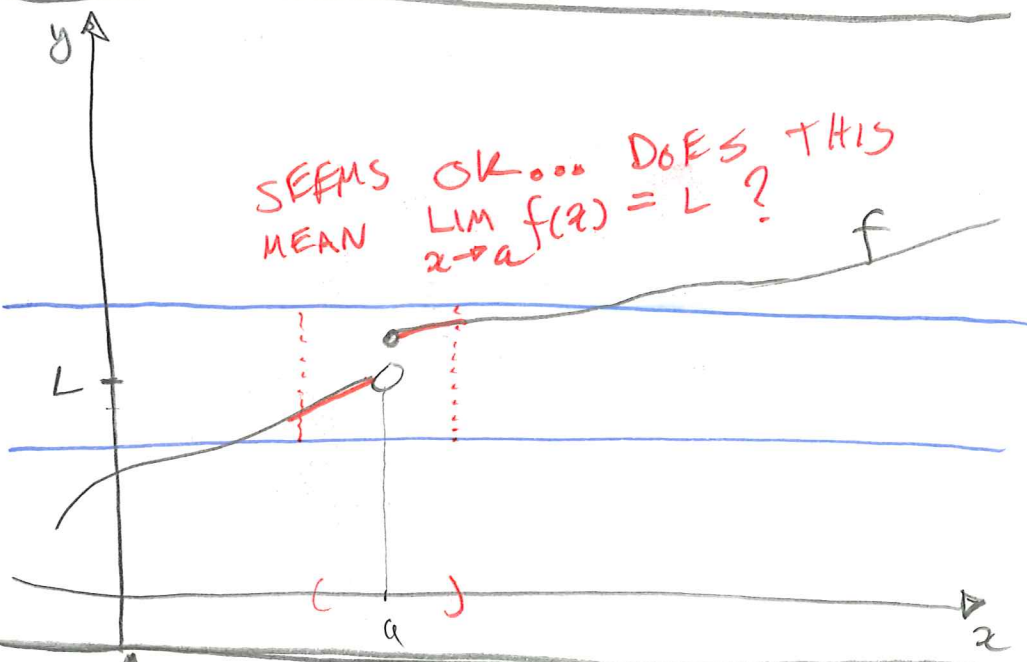 y
SEEMS OK... DOES THIS
MEAN LIM f(x) = L ?
x→a
f
L
( )
a
x